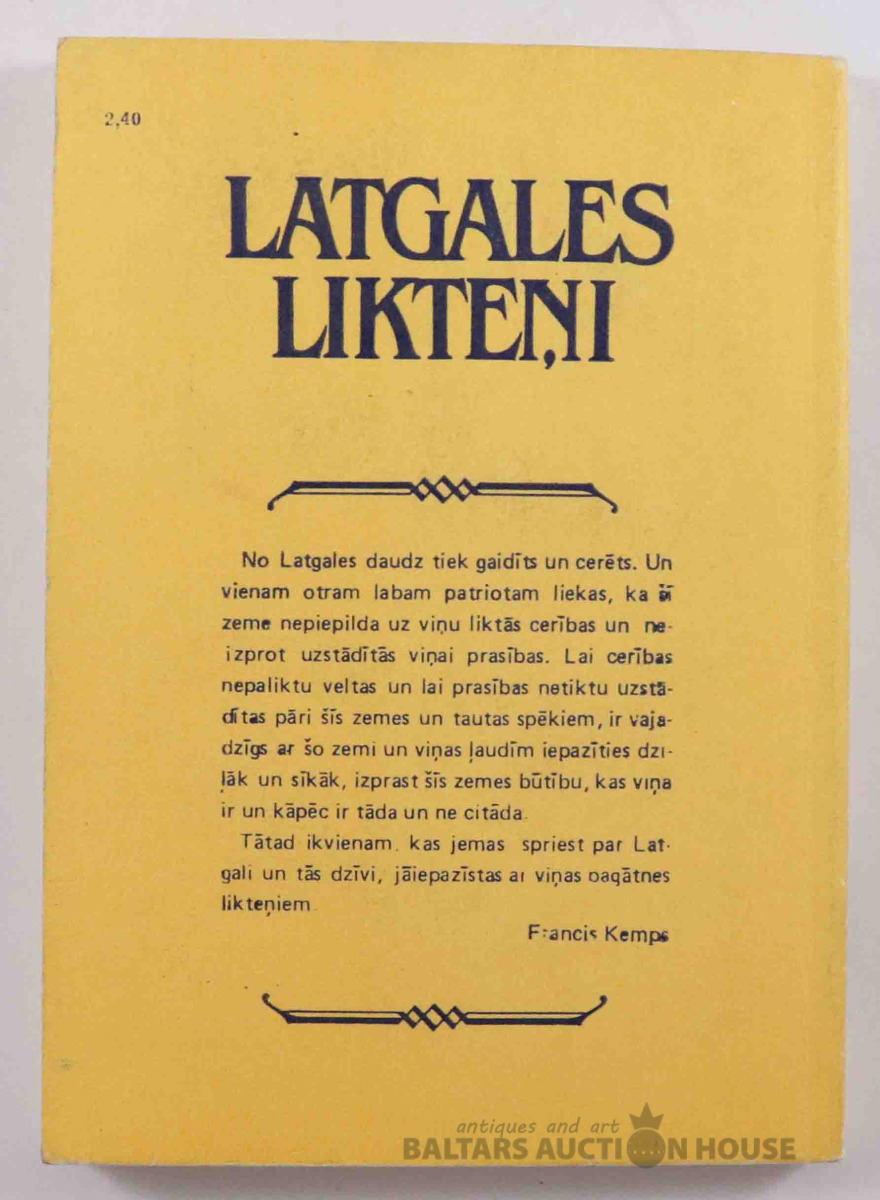 2,40
LATGALES
LIKTEŅI
No Latgales daudz tiek gaidīts un cerēts. Un
vienam otram labam patriotam liekas, ka šī
zeme nepiepilda uz viņu liktās cerības un ne-
izprot uzstādītās viņai prasības. Lai cerības
nepaliktu veltas un lai prasības netiktu uzstā-
dītas pāri šīs zemes un tautas spēkiem, ir vaja-
dzīgs ar šo zemi un viņas ļaudīm iepazīties dzi-
ļāk un sīkāk, izprast šīs zemes būtību, kas viņa
ir un kāpēc ir tāda un ne citāda.
Tātad ikvienam, kas jemas spriest par Lat-
gali un tās dzīvi, jāiepazīstas ar viņas pagātnes
likteņiem.
Francis Kemps
antiques and art
BALTARS AUCTION HOUSE